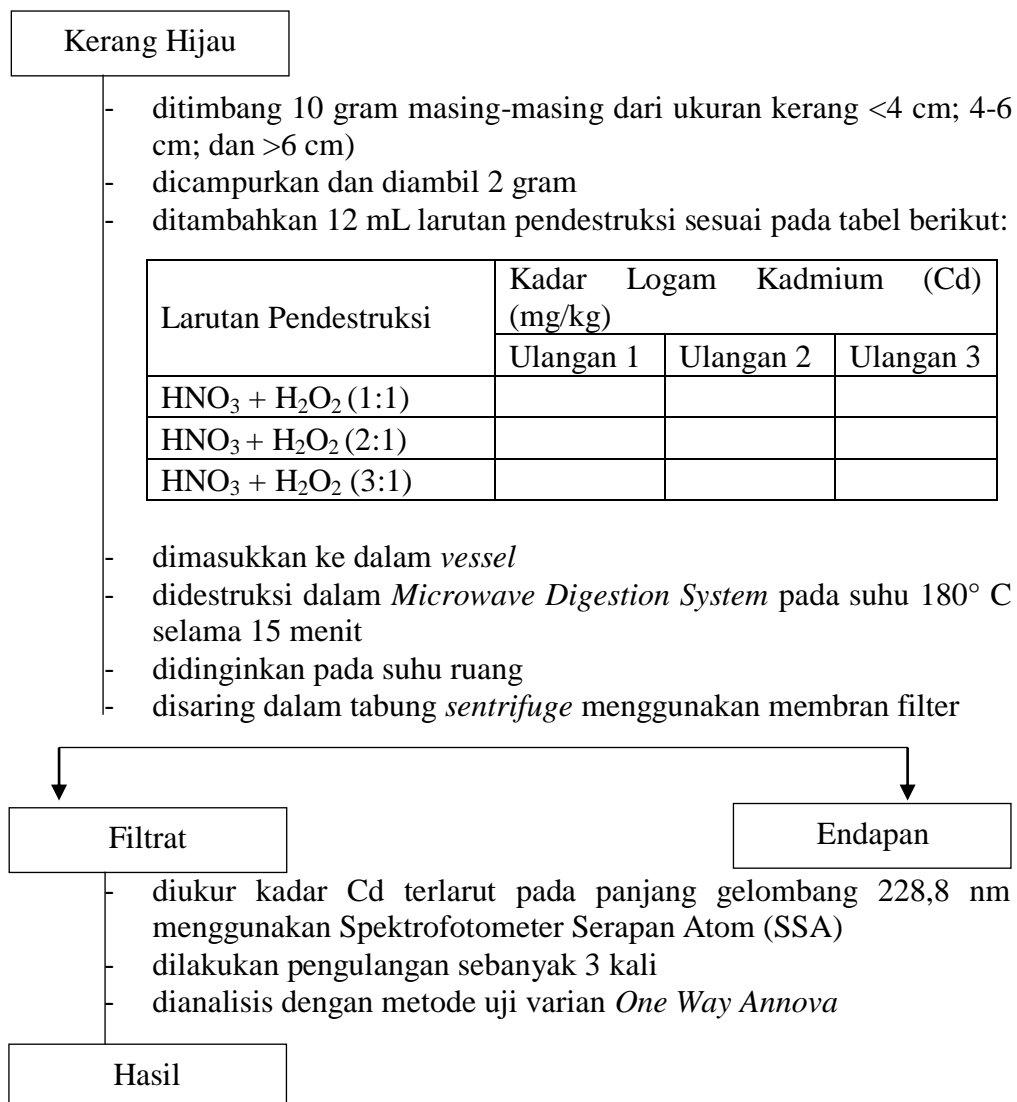 Kerang Hijau
- ditimbang 10 gram masing-masing dari ukuran kerang <4 cm; 4-6
cm; dan >6 cm)
- dicampurkan dan diambil 2 gram
- ditambahkan 12 mL larutan pendestruksi sesuai pada tabel berikut:
Larutan Pendestruksi
Kadar Logam Kadmium (Cd)
(mg/kg)
Ulangan 1 Ulangan 2 Ulangan 3
HNO₃ + H₂O₂ (1:1)
HNO₃ + H₂O₂ (2:1)
HNO₃ + H₂O₂ (3:1)
- dimasukkan ke dalam vessel
- didestruksi dalam Microwave Digestion System pada suhu 180° C
selama 15 menit
- didinginkan pada suhu ruang
- disaring dalam tabung sentrifuge menggunakan membran filter
Filtrat
Endapan
- diukur kadar Cd terlarut pada panjang gelombang 228,8 nm
menggunakan Spektrofotometer Serapan Atom (SSA)
- dilakukan pengulangan sebanyak 3 kali
- dianalisis dengan metode uji varian One Way Annova
Hasil